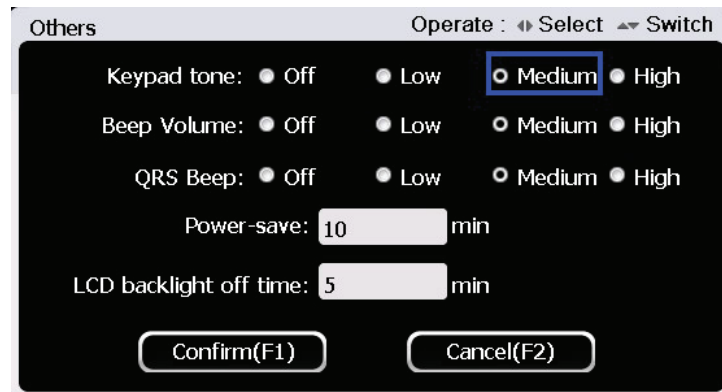 Others Operate : Select Switch
Keypad tone: Off Low Medium High
Beep Volume: Off Low Medium High
QRS Beep: Off Low Medium High
Power-save: 10 min
LCD backlight off time: 5 min
Confirm(F1) Cancel(F2)